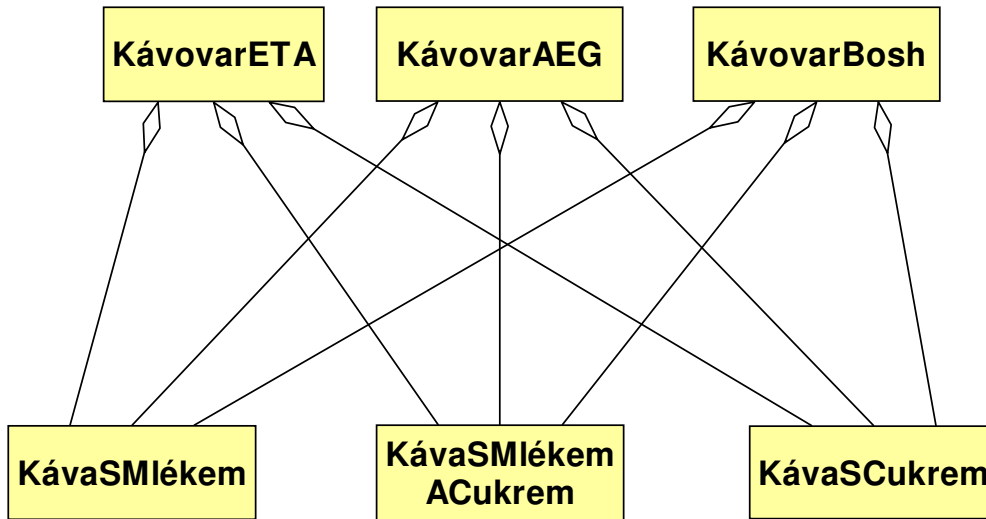 KávovarETA
KávovarAEG
KávovarBosh
KávaSMlékem
KávaSMlékem
ACukrem
KávaSCukrem